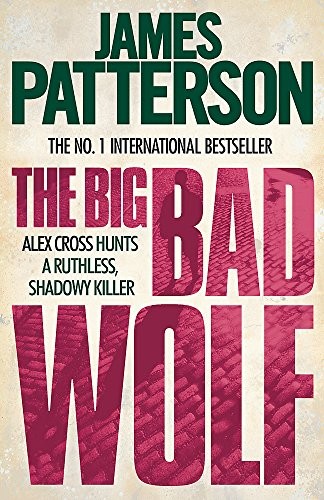 JAMES
PATTERSON
THE NO. 1 INTERNATIONAL BESTSELLER
THE BIG
BAD
ALEX CROSS HUNTS
A RUTHLESS,
SHADOWY KILLER
WOLF